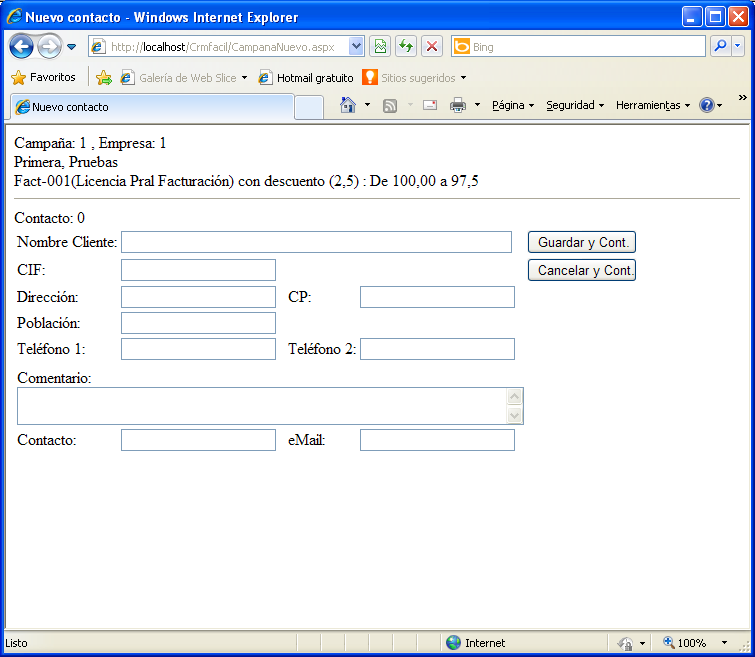 Nuevo contacto - Windows Internet Explorer
http://localhost/Crmfacil/CampanaNuevo.aspx
Bing
Favoritos
Galería de Web Slice
Hotmail gratuito
Sitios sugeridos
Nuevo contacto
Página
Seguridad
Herramientas
»
Campaña: 1 , Empresa: 1
Primera, Pruebas
Fact-001(Licencia Pral Facturación) con descuento (2,5) : De 100,00 a 97,5
Contacto: 0
Nombre Cliente:
Guardar y Cont.
CIF:
Cancelar y Cont.
Dirección:
CP:
Población:
Teléfono 1:
Teléfono 2:
Comentario:
Contacto:
eMail:
Listo
Internet
100%